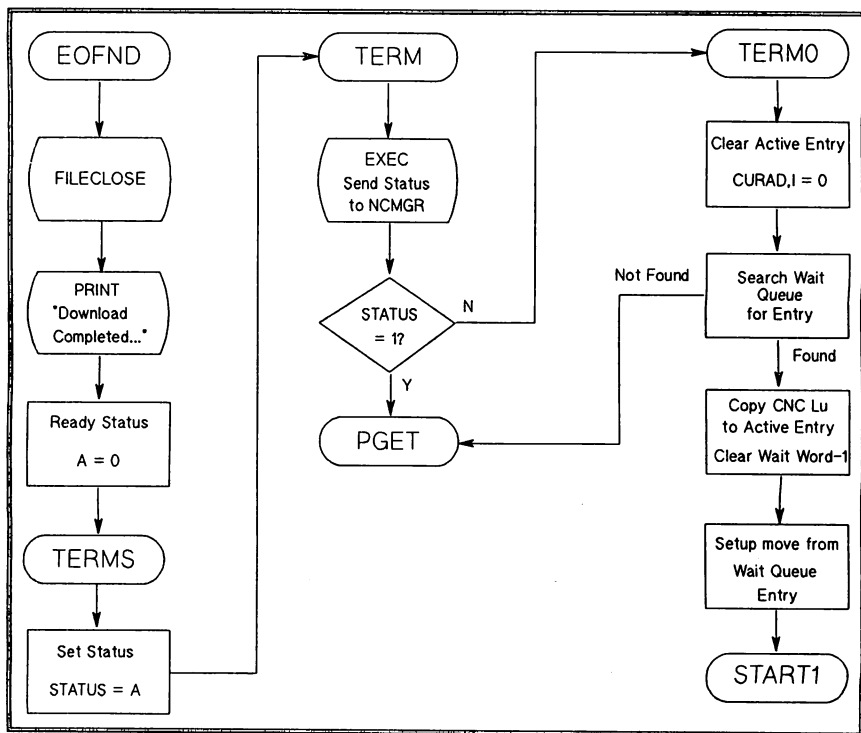 EOFND
FILECLOSE
PRINT
"Download
Completed..."
Ready Status
A = 0
TERMS
Set Status
STATUS = A
TERM
EXEC
Send Status
to NCMGR
STATUS
= 1?
N
Y
PGET
TERM0
Clear Active Entry
CURAD,I = 0
Search Wait
Queue
for Entry
Not Found
Found
Copy CNC Lu
to Active Entry
Clear Wait Word-1
Setup move from
Wait Queue
Entry
START1